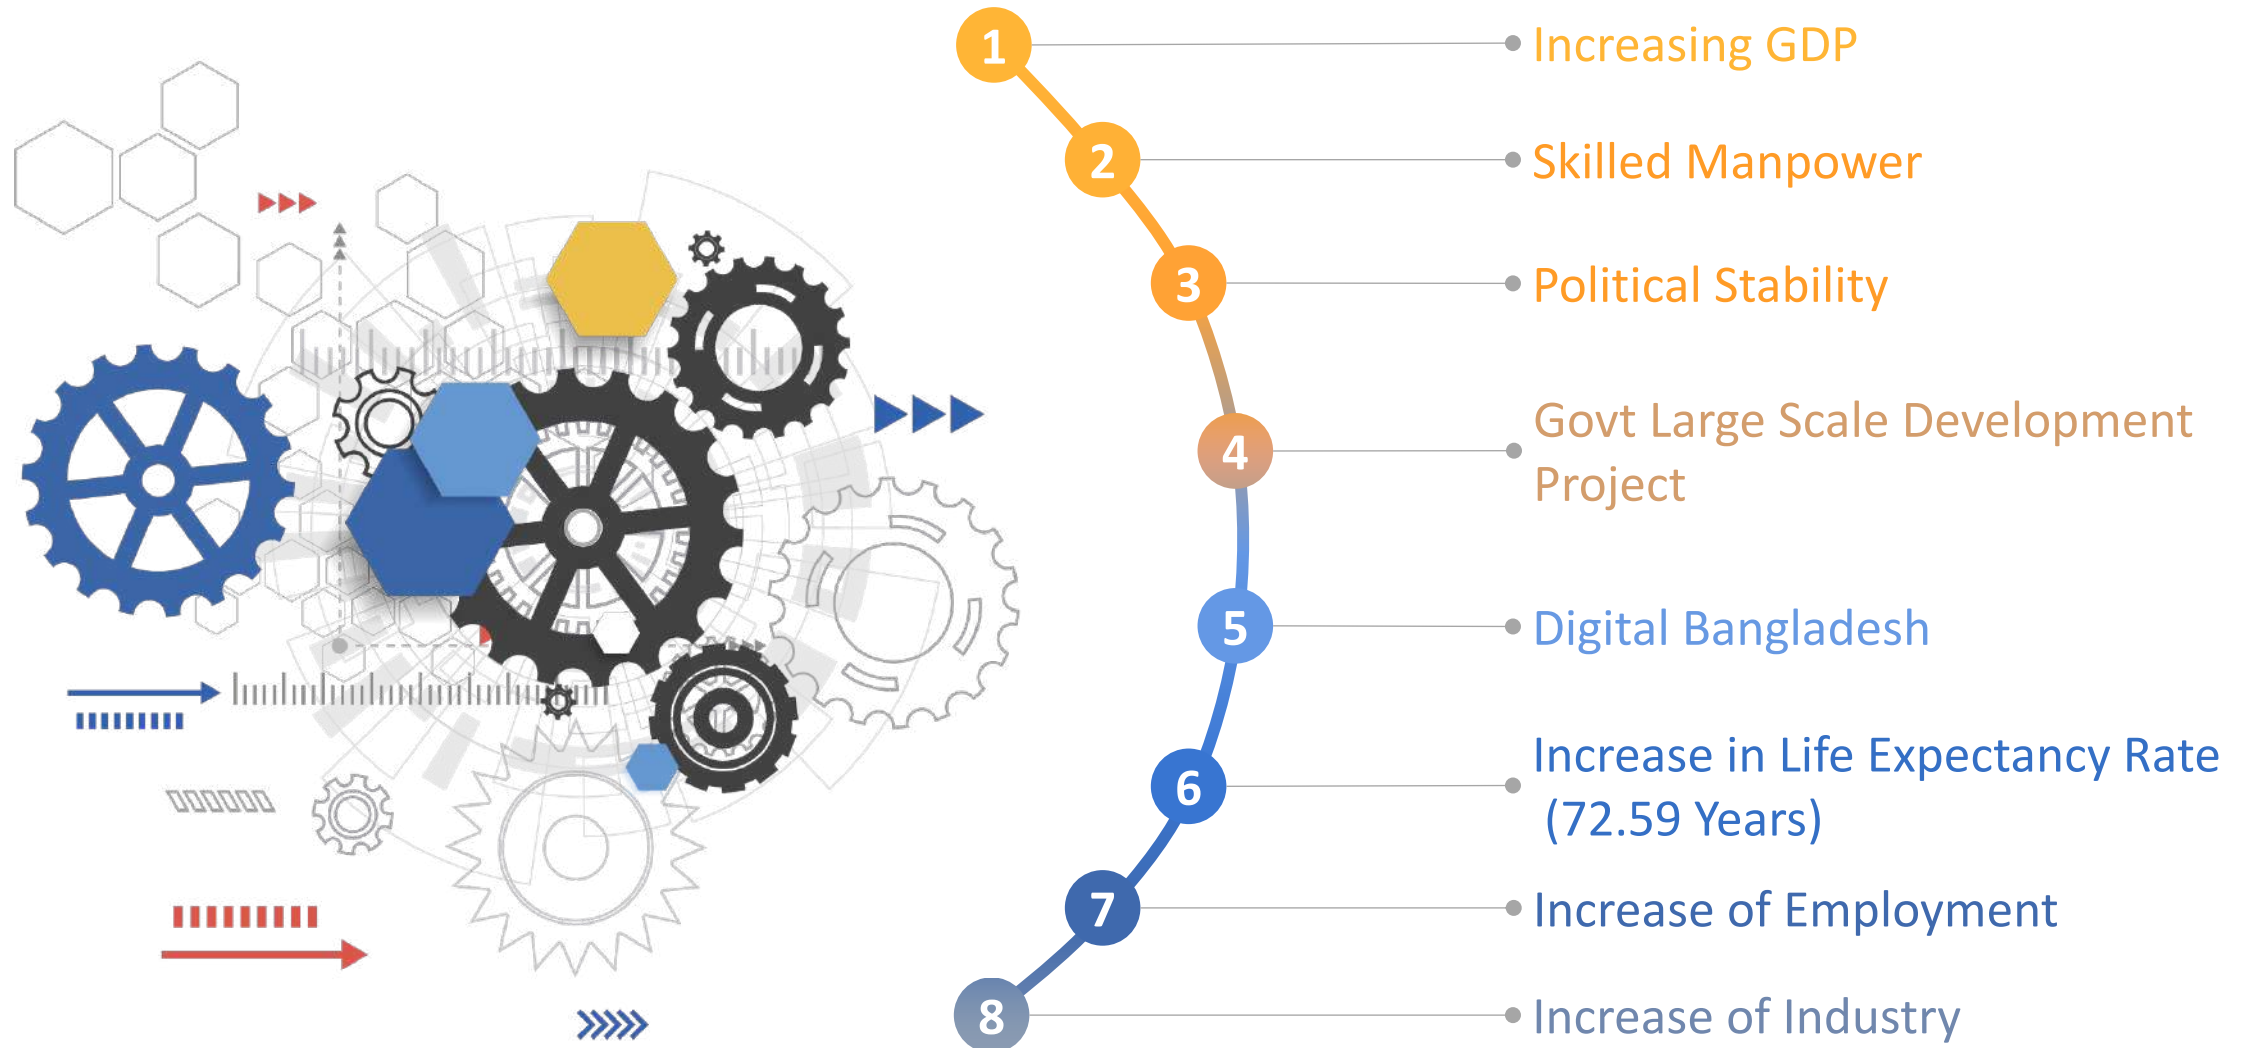 1 Increasing GDP
2 Skilled Manpower
3 Political Stability
4 Govt Large Scale Development
Project
5 Digital Bangladesh
6 Increase in Life Expectancy Rate
(72.59 Years)
7 Increase of Employment
8 Increase of Industry